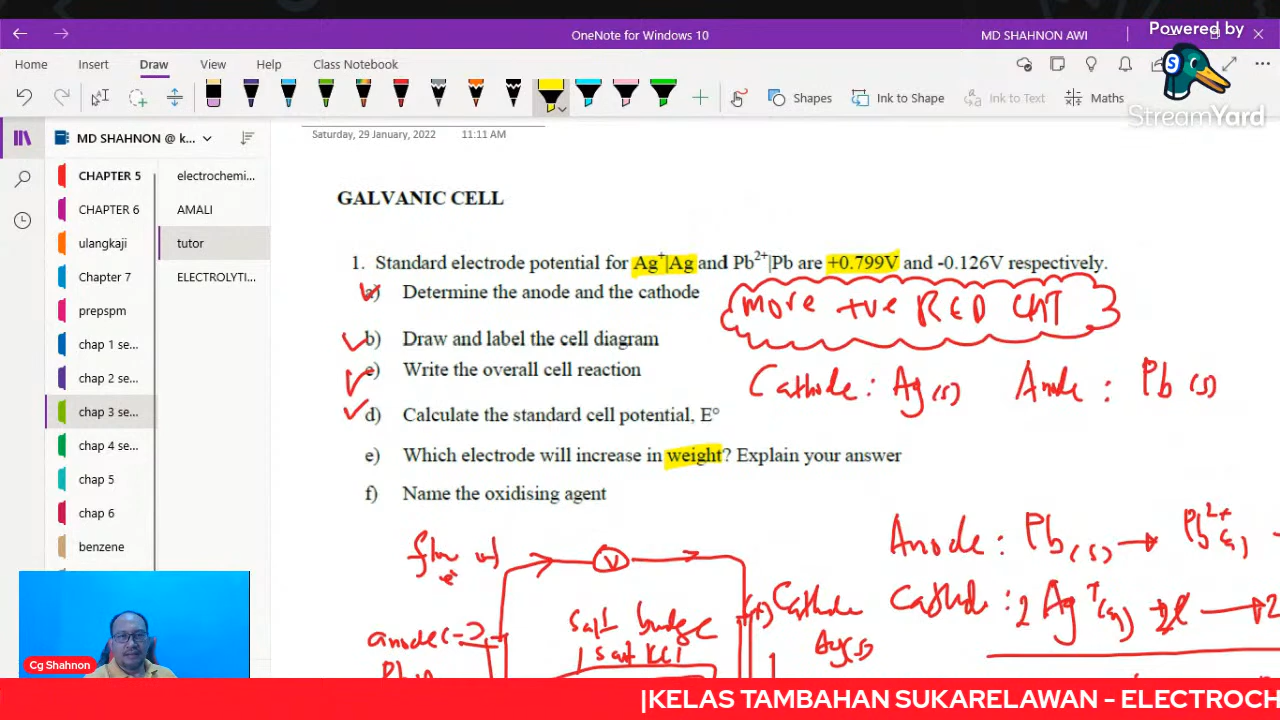 OneNote for Windows 10
MD SHAHNON AWI
Powered by
StreamYard
Home Insert Draw View Help Class Notebook
Shapes Ink to Shape Ink to Text Maths
MD SHAHNON @ k...
CHAPTER 5
CHAPTER 6
ulangkaji
Chapter 7
prepspm
chap 1 se...
chap 2 se...
chap 3 se...
chap 4 se...
chap 5
chap 6
benzene
electrochemi...
AMALI
tutor
ELECTROLYTI...
Saturday, 29 January, 2022 11:11 AM
GALVANIC CELL
1. Standard electrode potential for Ag⁺|Ag and Pb²⁺|Pb are +0.799V and -0.126V respectively.
a) Determine the anode and the cathode
more +ve RED CAT
b) Draw and label the cell diagram
c) Write the overall cell reaction
Cathode : Ag (s) Anode : Pb (s)
d) Calculate the standard cell potential, E°
e) Which electrode will increase in weight? Explain your answer
f) Name the oxidising agent
Anode : Pb (s) → Pb²⁺
flow of e⁻
V
Cathode : 2 Ag⁺ (aq)
(+) Cathode
Ag(s)
salt bridge
sat KCl
anode (-)
Cg Shahnon
|KELAS TAMBAHAN SUKARELAWAN - ELECTROCH